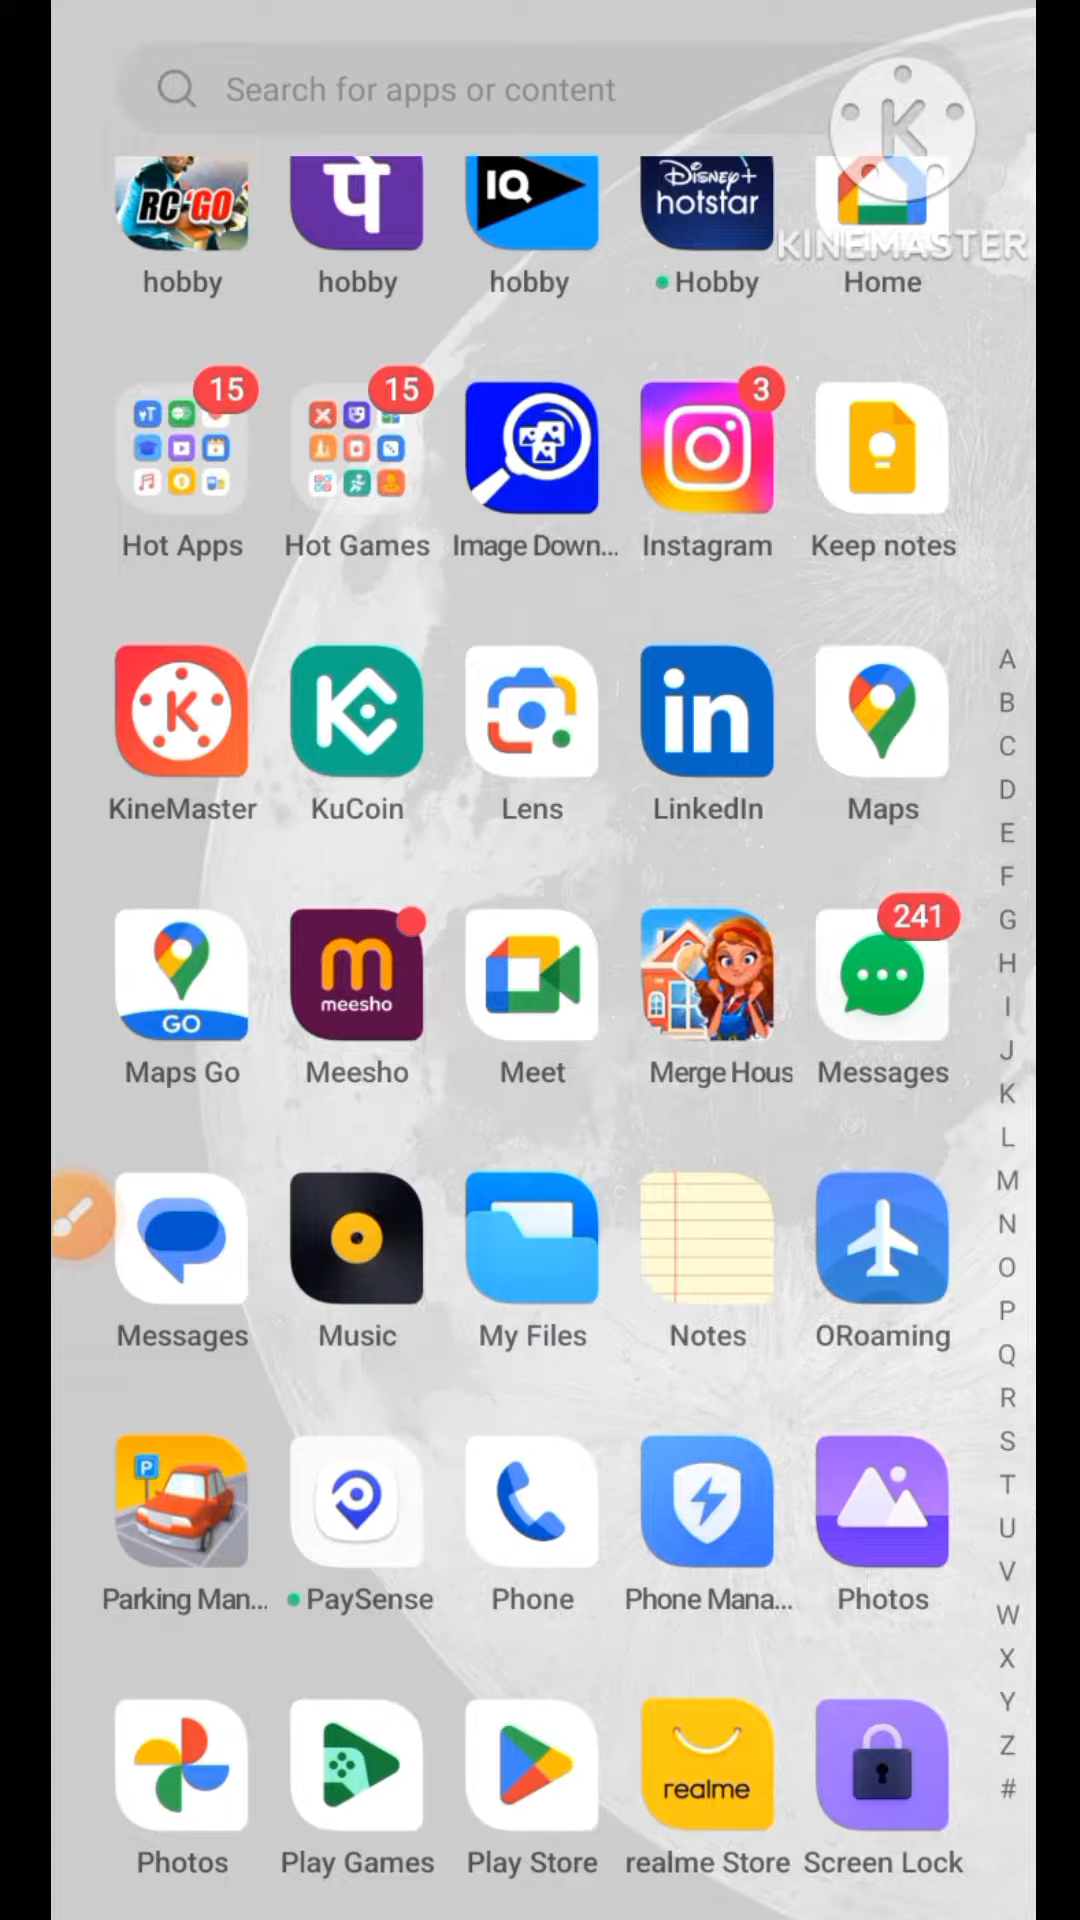 Search for apps or content
K
KINEMASTER
RC'GO
पे
IQ
Disney+
hotstar
hobby
hobby
hobby
Hobby
Home
15
15
3
Hot Apps
Hot Games
Image Down...
Instagram
Keep notes
K
in
KineMaster
KuCoin
Lens
LinkedIn
Maps
GO
m
meesho
241
Maps Go
Meesho
Meet
Merge Hous
Messages
Messages
Music
My Files
Notes
ORoaming
P
Parking Man...
PaySense
Phone
Phone Mana...
Photos
realme
Photos
Play Games
Play Store
realme Store
Screen Lock
A
B
C
D
E
F
G
H
I
J
K
L
M
N
O
P
Q
R
S
T
U
V
W
X
Y
Z
#